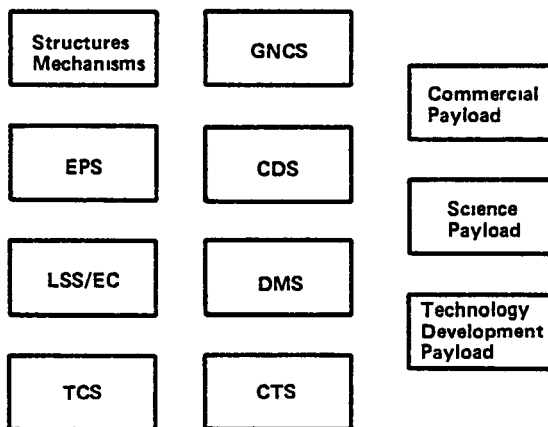 Structures
Mechanisms
GNCS
Commercial
Payload
EPS
CDS
Science
Payload
LSS/EC
DMS
Technology
Development
Payload
TCS
CTS